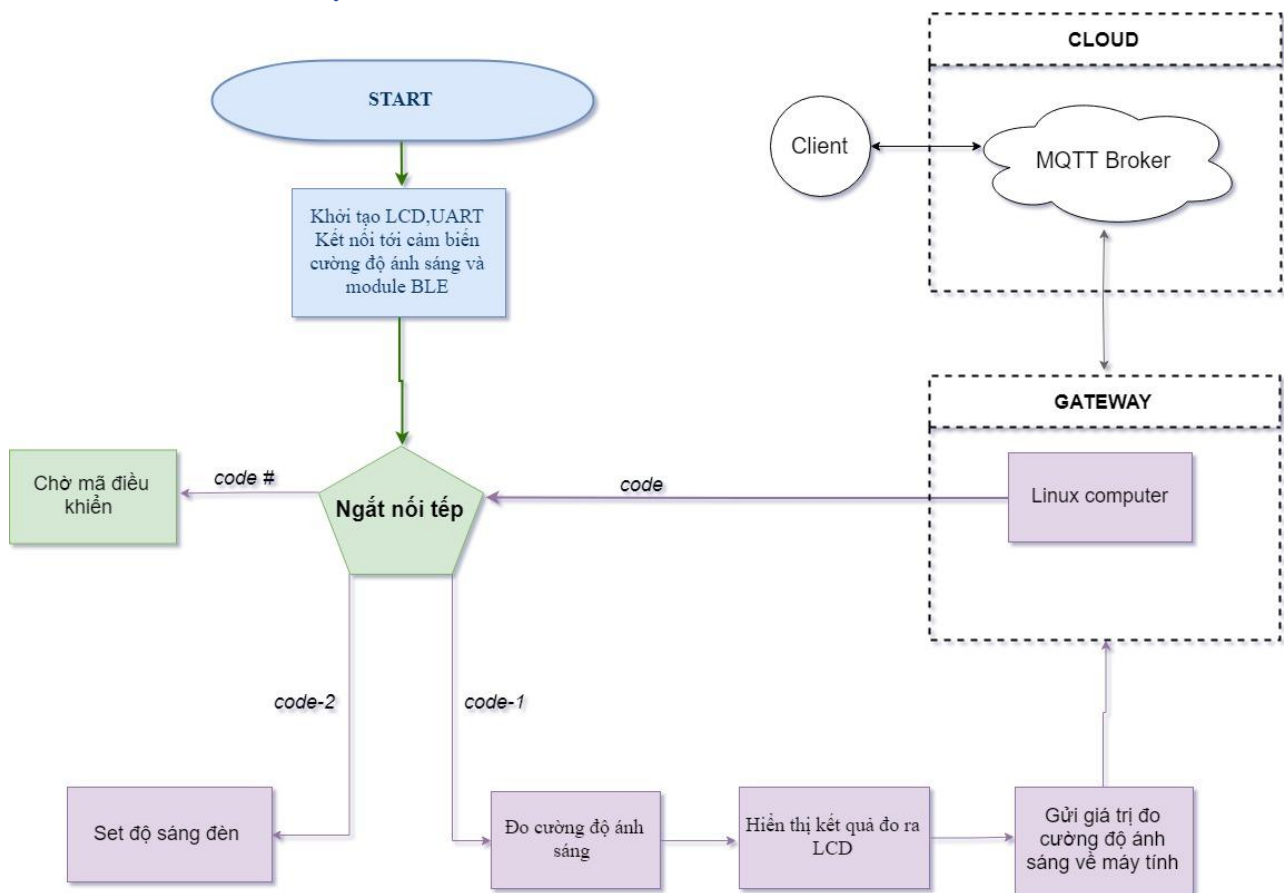 CLOUD
START
Client
MQTT Broker
Khởi tạo LCD,UART
Kết nối tới cảm biến
cường độ ánh sáng và
module BLE
GATEWAY
Chờ mã điều
khiển
code #
Ngắt nối tếp
code
Linux computer
code-2
code-1
Set độ sáng đèn
Đo cường độ ánh
sáng
Hiển thị kết quả đo ra
LCD
Gửi giá trị đo
cường độ ánh
sáng về máy tính